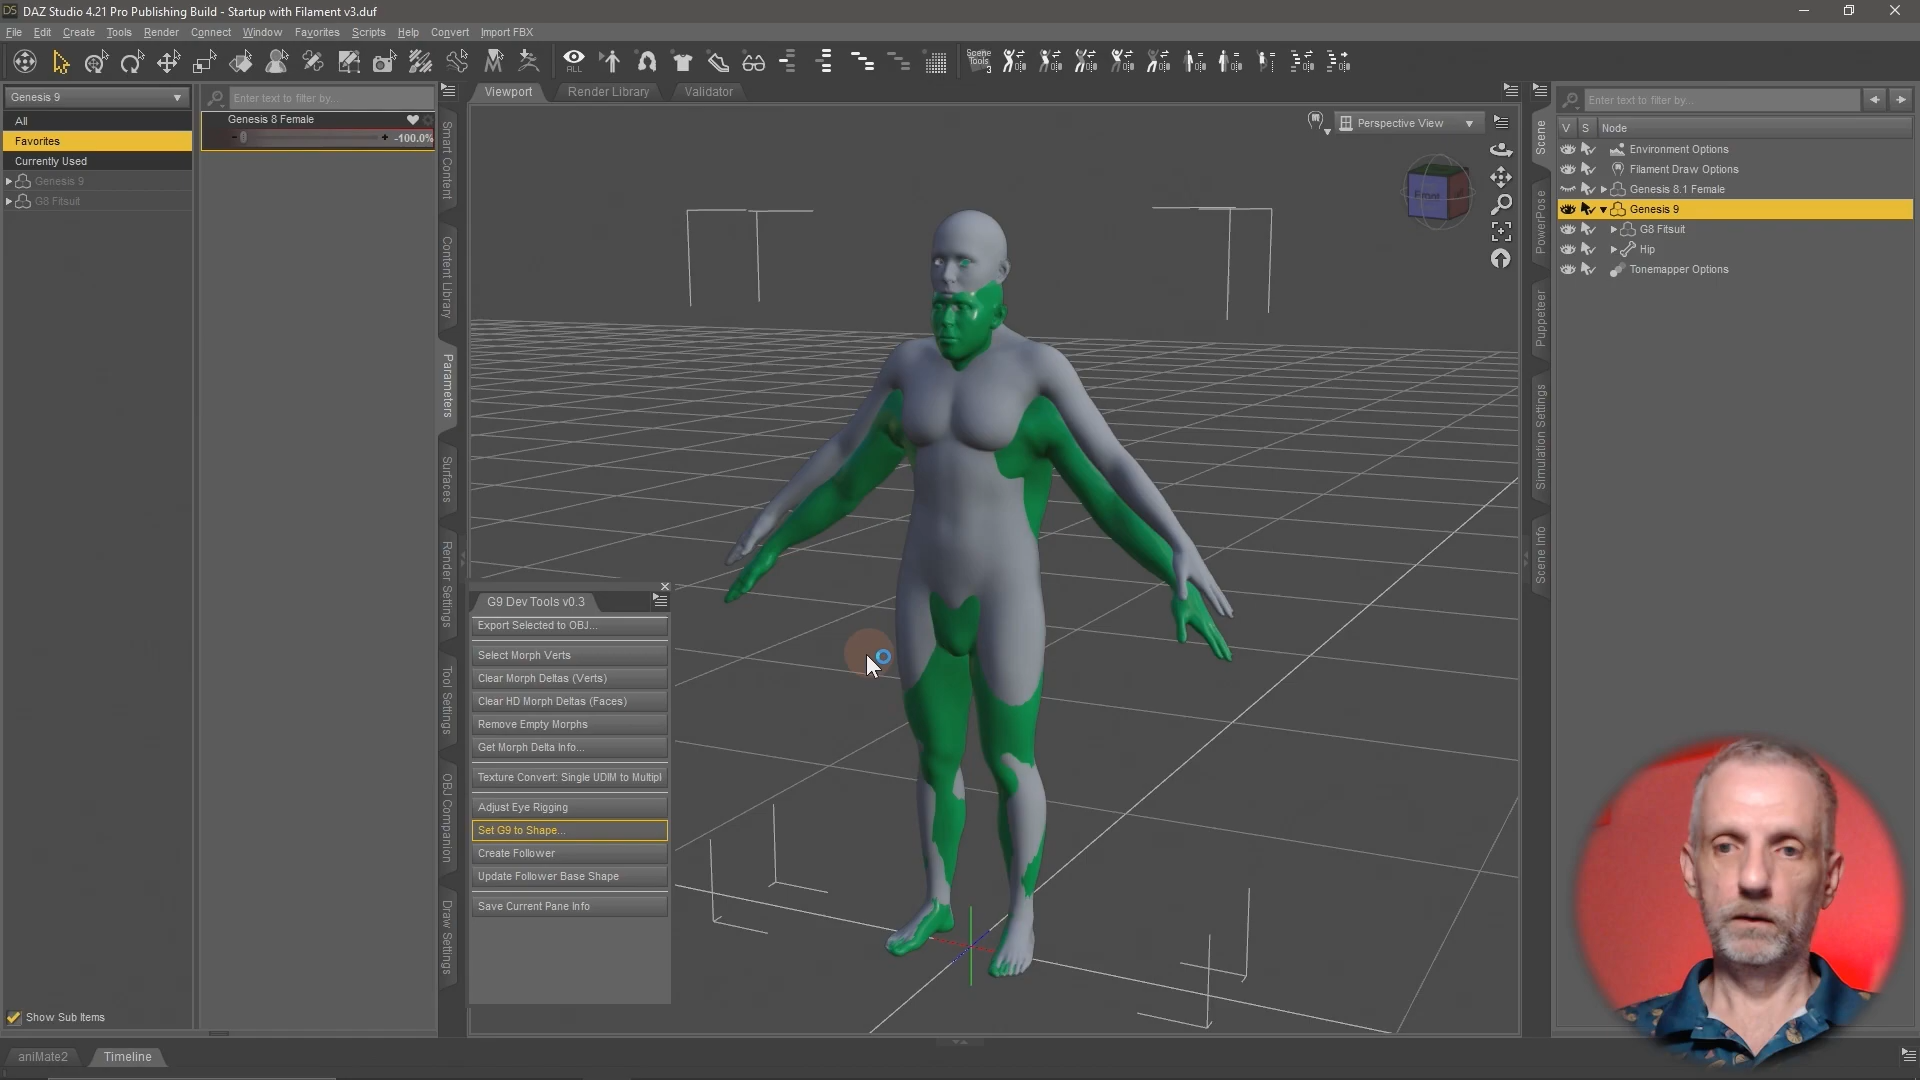 DAZ Studio 4.21 Pro Publishing Build - Startup with Filament v3.duf
File Edit Create Tools Render Connect Window Favorites Scripts Help Convert Import FBX
ALL
Scene Tools 3
Genesis 9
All
Favorites
Currently Used
Genesis 9
G8 Fitsuit
Show Sub Items
Enter text to filter by...
Genesis 8 Female
-100.0%
Smart Content
Content Library
Parameters
Surfaces
Render Settings
Tool Settings
OBJ Companion
Draw Settings
Viewport Render Library Validator
Perspective View
Front
G9 Dev Tools v0.3
Export Selected to OBJ...
Select Morph Verts
Clear Morph Deltas (Verts)
Clear HD Morph Deltas (Faces)
Remove Empty Morphs
Get Morph Delta Info...
Texture Convert: Single UDIM to Multipl
Adjust Eye Rigging
Set G9 to Shape...
Create Follower
Update Follower Base Shape
Save Current Pane Info
Scene
PowerPose
Puppeteer
Simulation Settings
Scene Info
Enter text to filter by...
V S Node
Environment Options
Filament Draw Options
Genesis 8.1 Female
Genesis 9
G8 Fitsuit
Hip
Tonemapper Options
aniMate2 Timeline